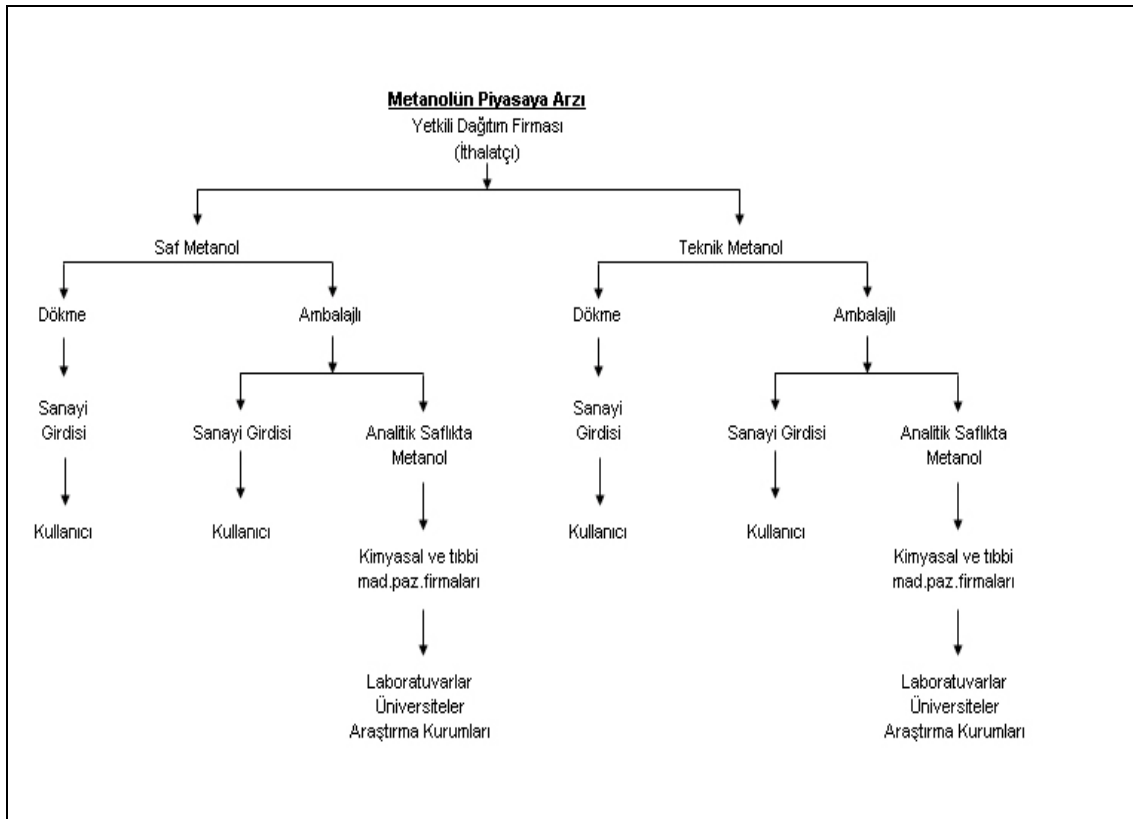 Metanolün Piyasaya Arzı
Yetkili Dağıtım Firması
(İthalatçı)
Saf Metanol
Teknik Metanol
Dökme
Ambalajlı
Dökme
Ambalajlı
Sanayi
Girdisi
Sanayi Girdisi
Analitik Saflıkta
Metanol
Sanayi
Girdisi
Sanayi Girdisi
Analitik Saflıkta
Metanol
Kullanıcı
Kullanıcı
Kimyasal ve tıbbi
mad.paz.firmaları
Kullanıcı
Kullanıcı
Kimyasal ve tıbbi
mad.paz.firmaları
Laboratuvarlar
Üniversiteler
Araştırma Kurumları
Laboratuvarlar
Üniversiteler
Araştırma Kurumları